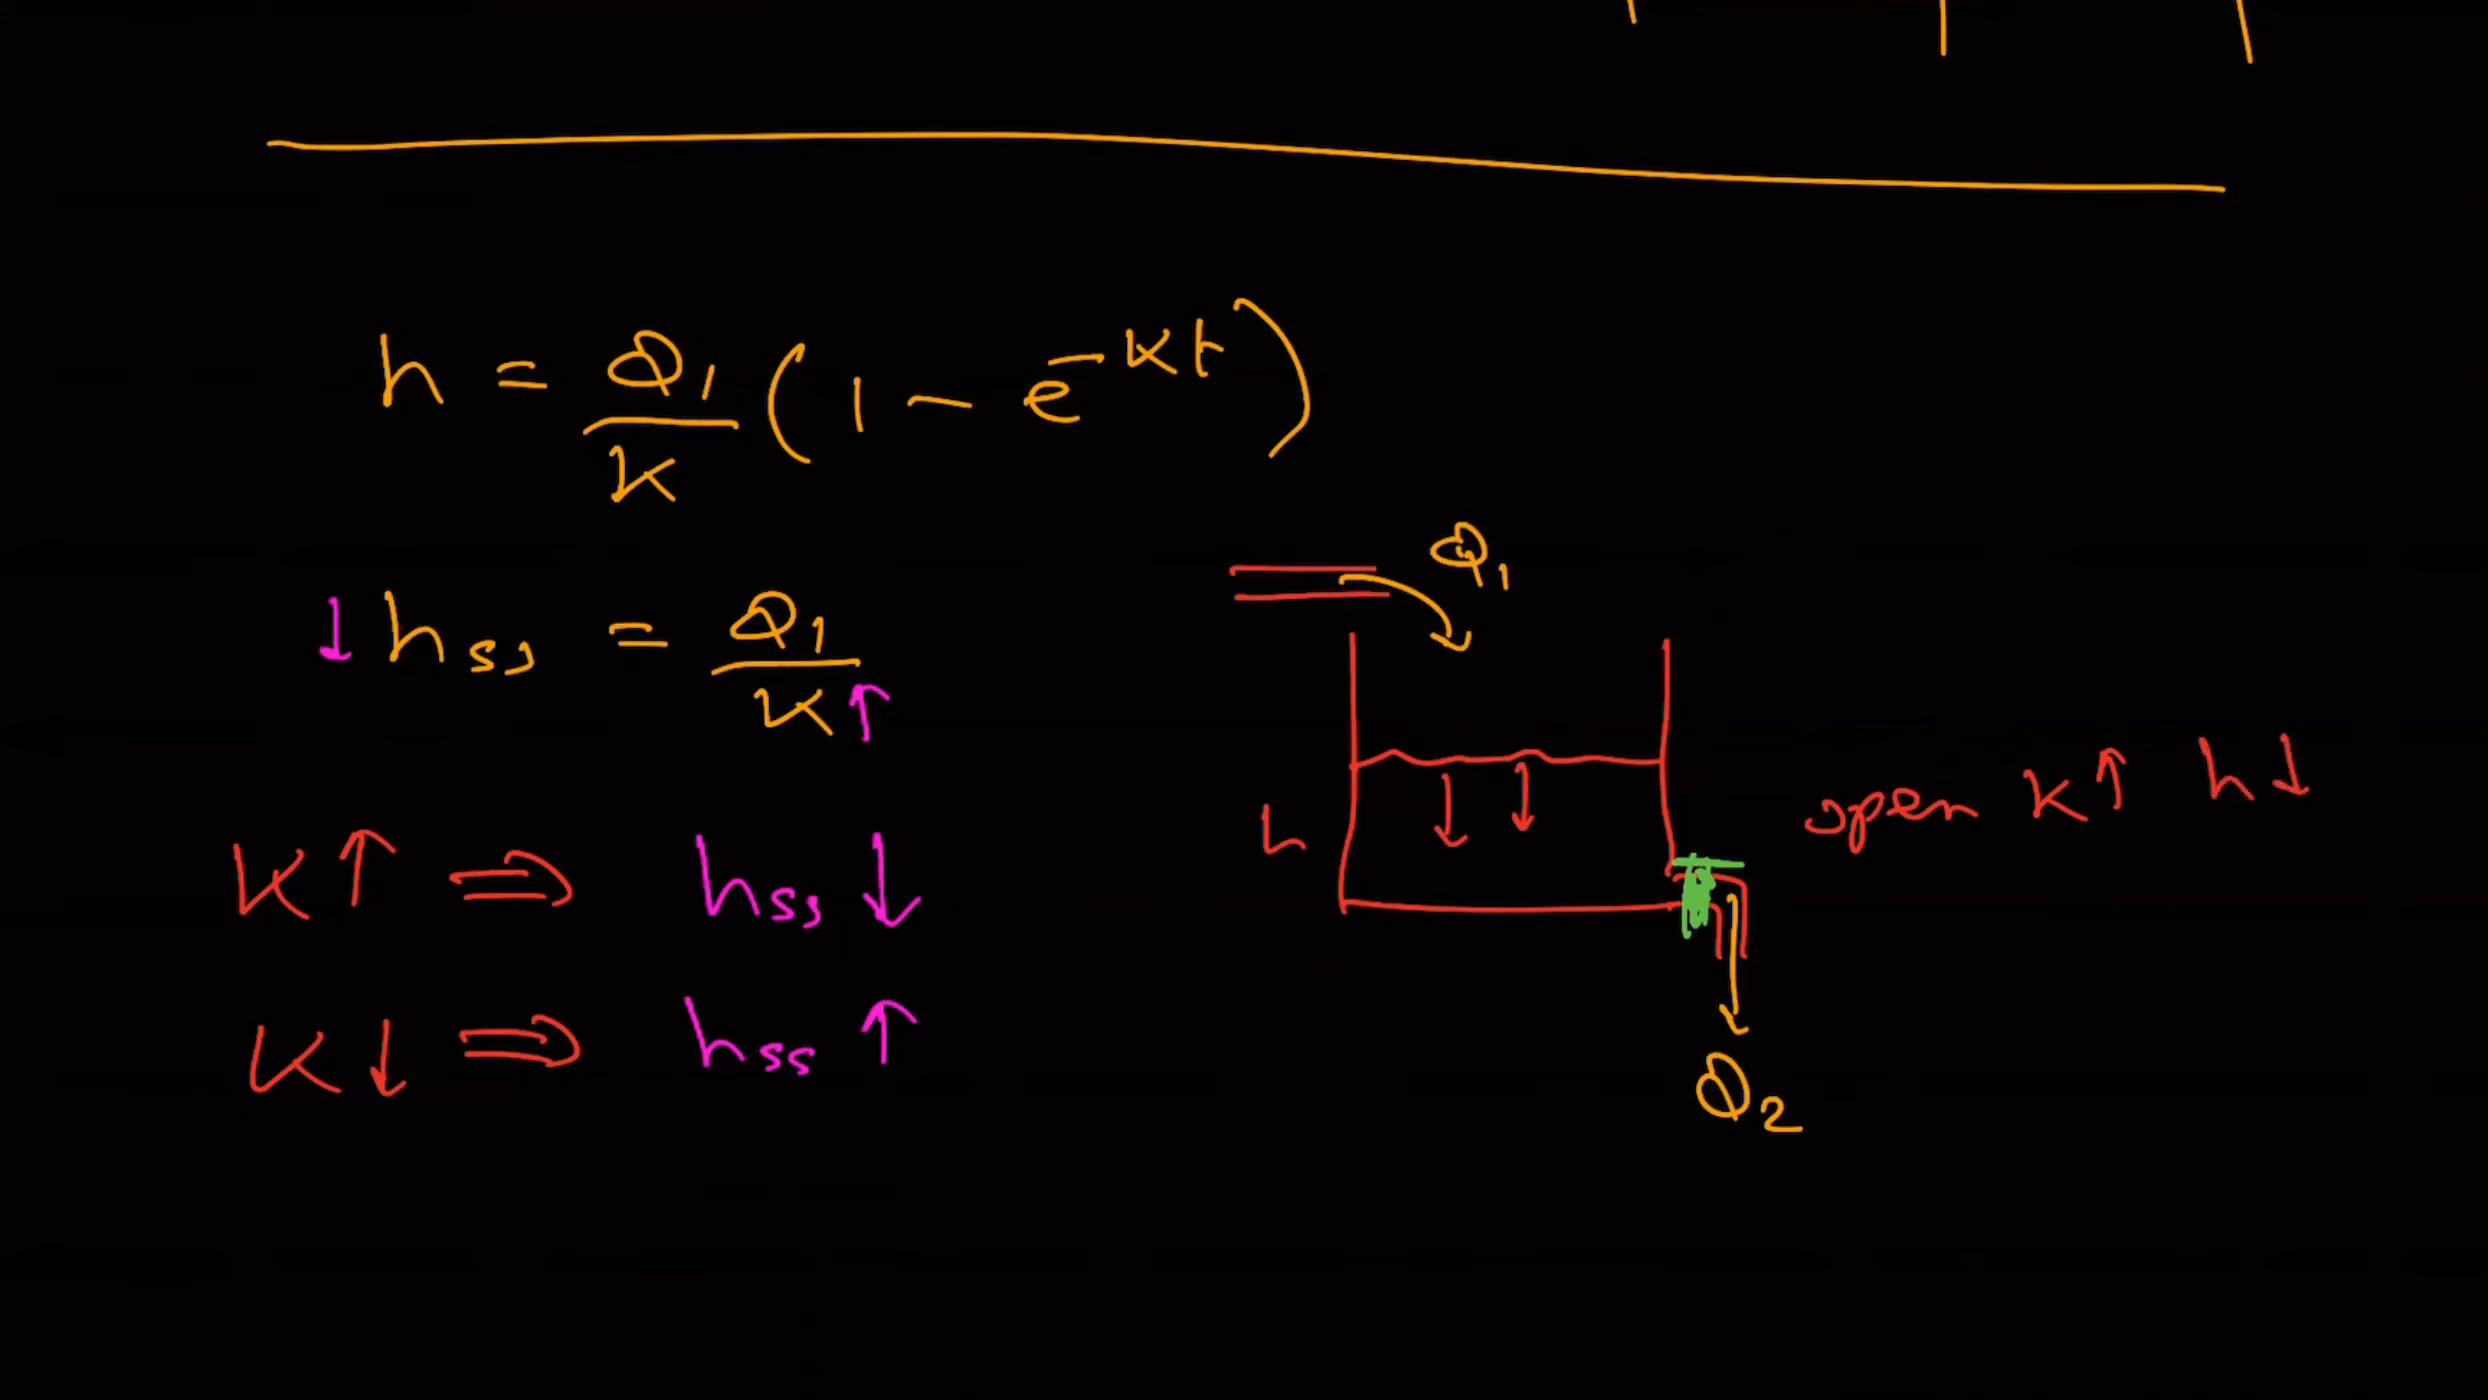 h = Q₁/K (1 - e^-Kt)
↓ hss = Q₁/K ↑
K↑ ⇒ hss ↓
K↓ ⇒ hss ↑
Q₁
h
open K↑ h↓
Q₂